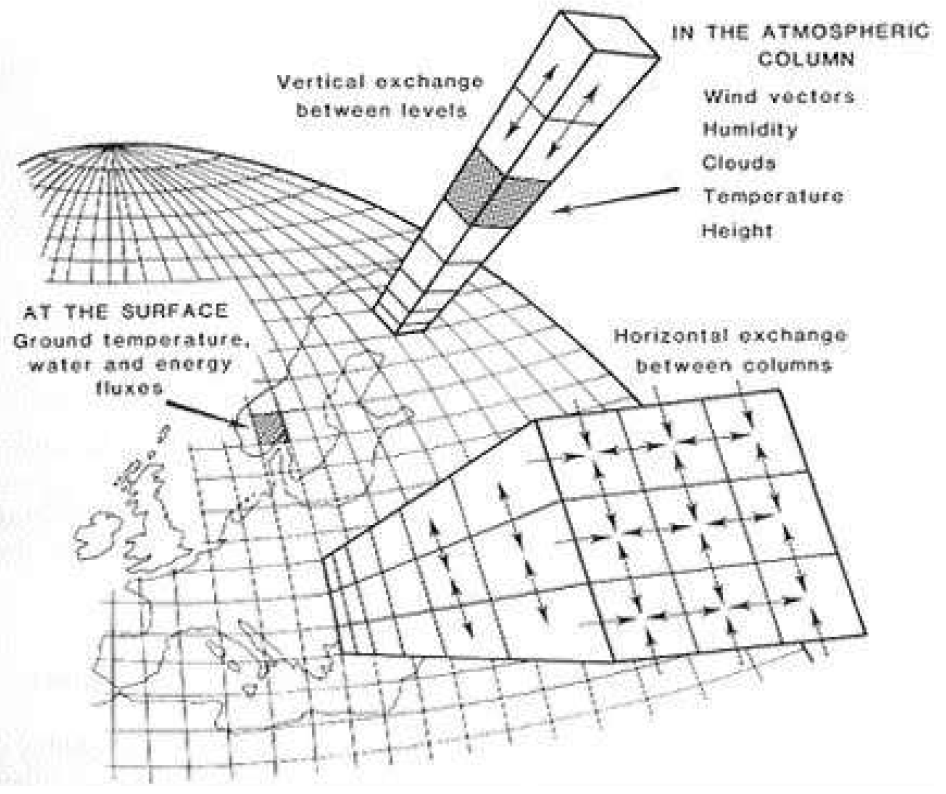 IN THE ATMOSPHERIC
COLUMN
Wind vectors
Humidity
Clouds
Temperature
Height
Vertical exchange
between levels
AT THE SURFACE
Ground temperature,
water and energy
fluxes
Horizontal exchange
between columns